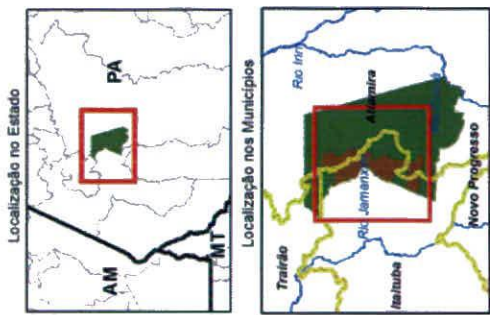 Localização no Estado
PA
AM
MT
Localização nos Municípios
Rio Iriri
Trairão
Altamira
Rio Jamanxim
Itaituba
Novo Progresso